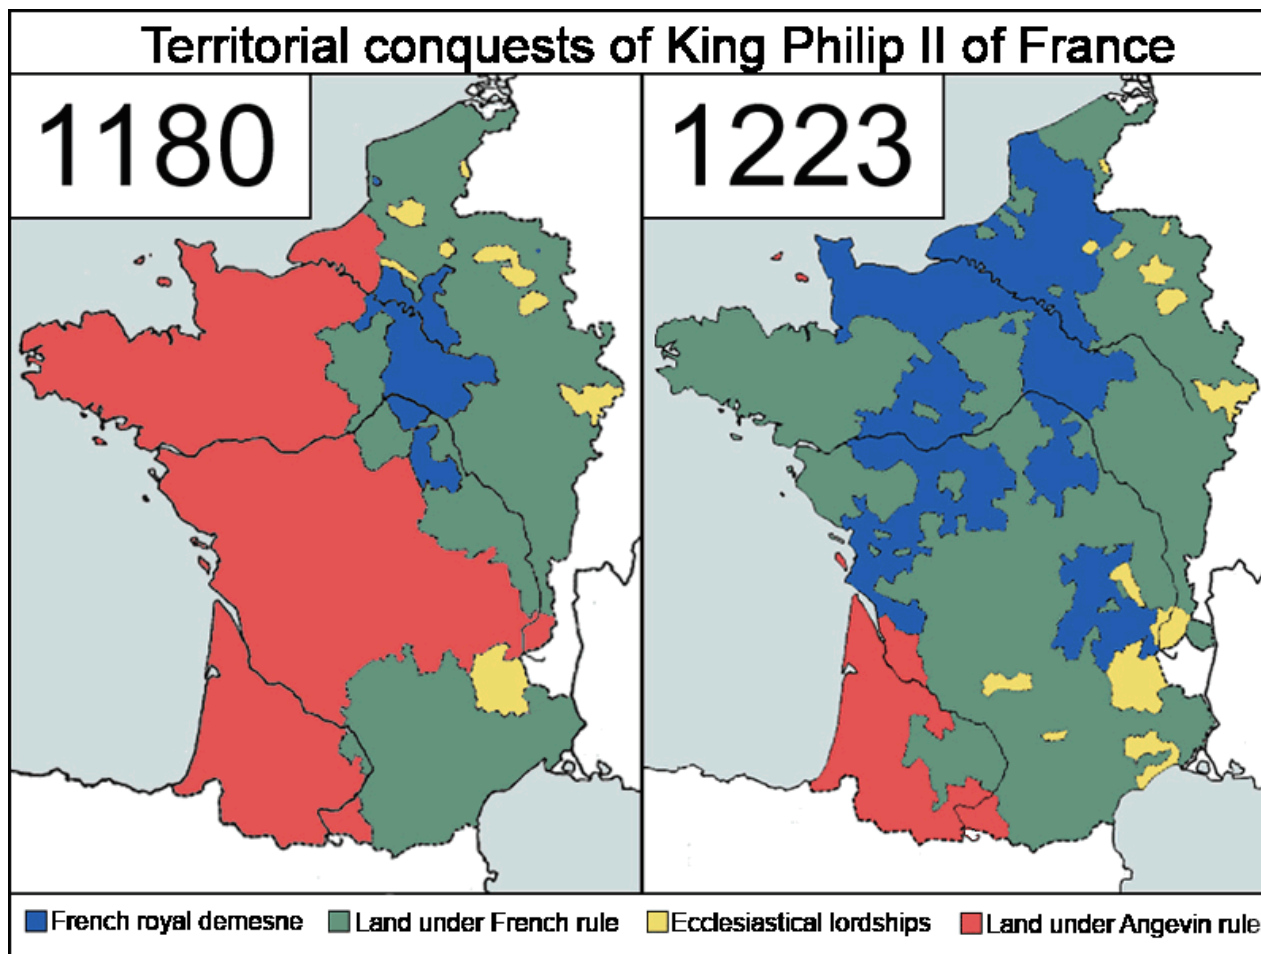 Territorial conquests of King Philip II of France
1180
1223
French royal demesne
Land under French rule
Ecclesiastical lordships
Land under Angevin rule